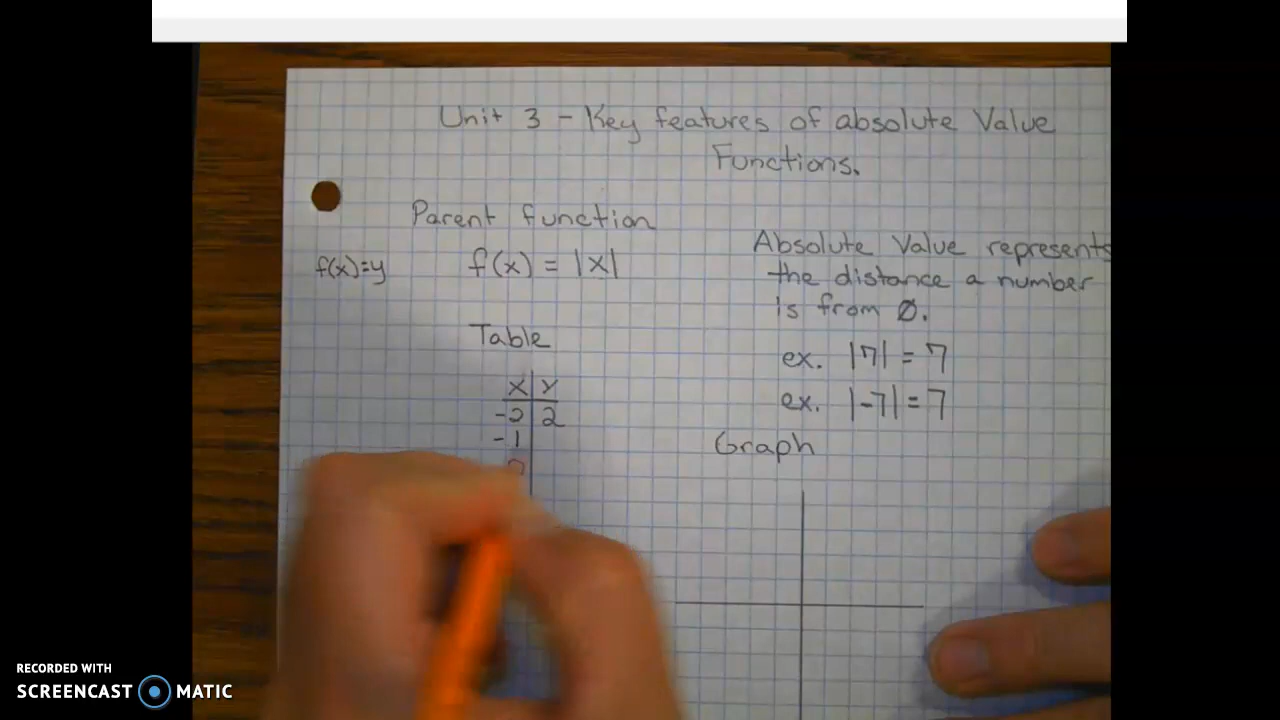 Unit 3 - Key features of absolute Value
Functions.
Parent function
f(x)=y
f(x) = |x|
Absolute Value represents
the distance a number
is from Ø.
ex. |7| = 7
ex. |-7| = 7
Table
x y
-2 2
-1
0
Graph
RECORDED WITH
SCREENCAST MATIC